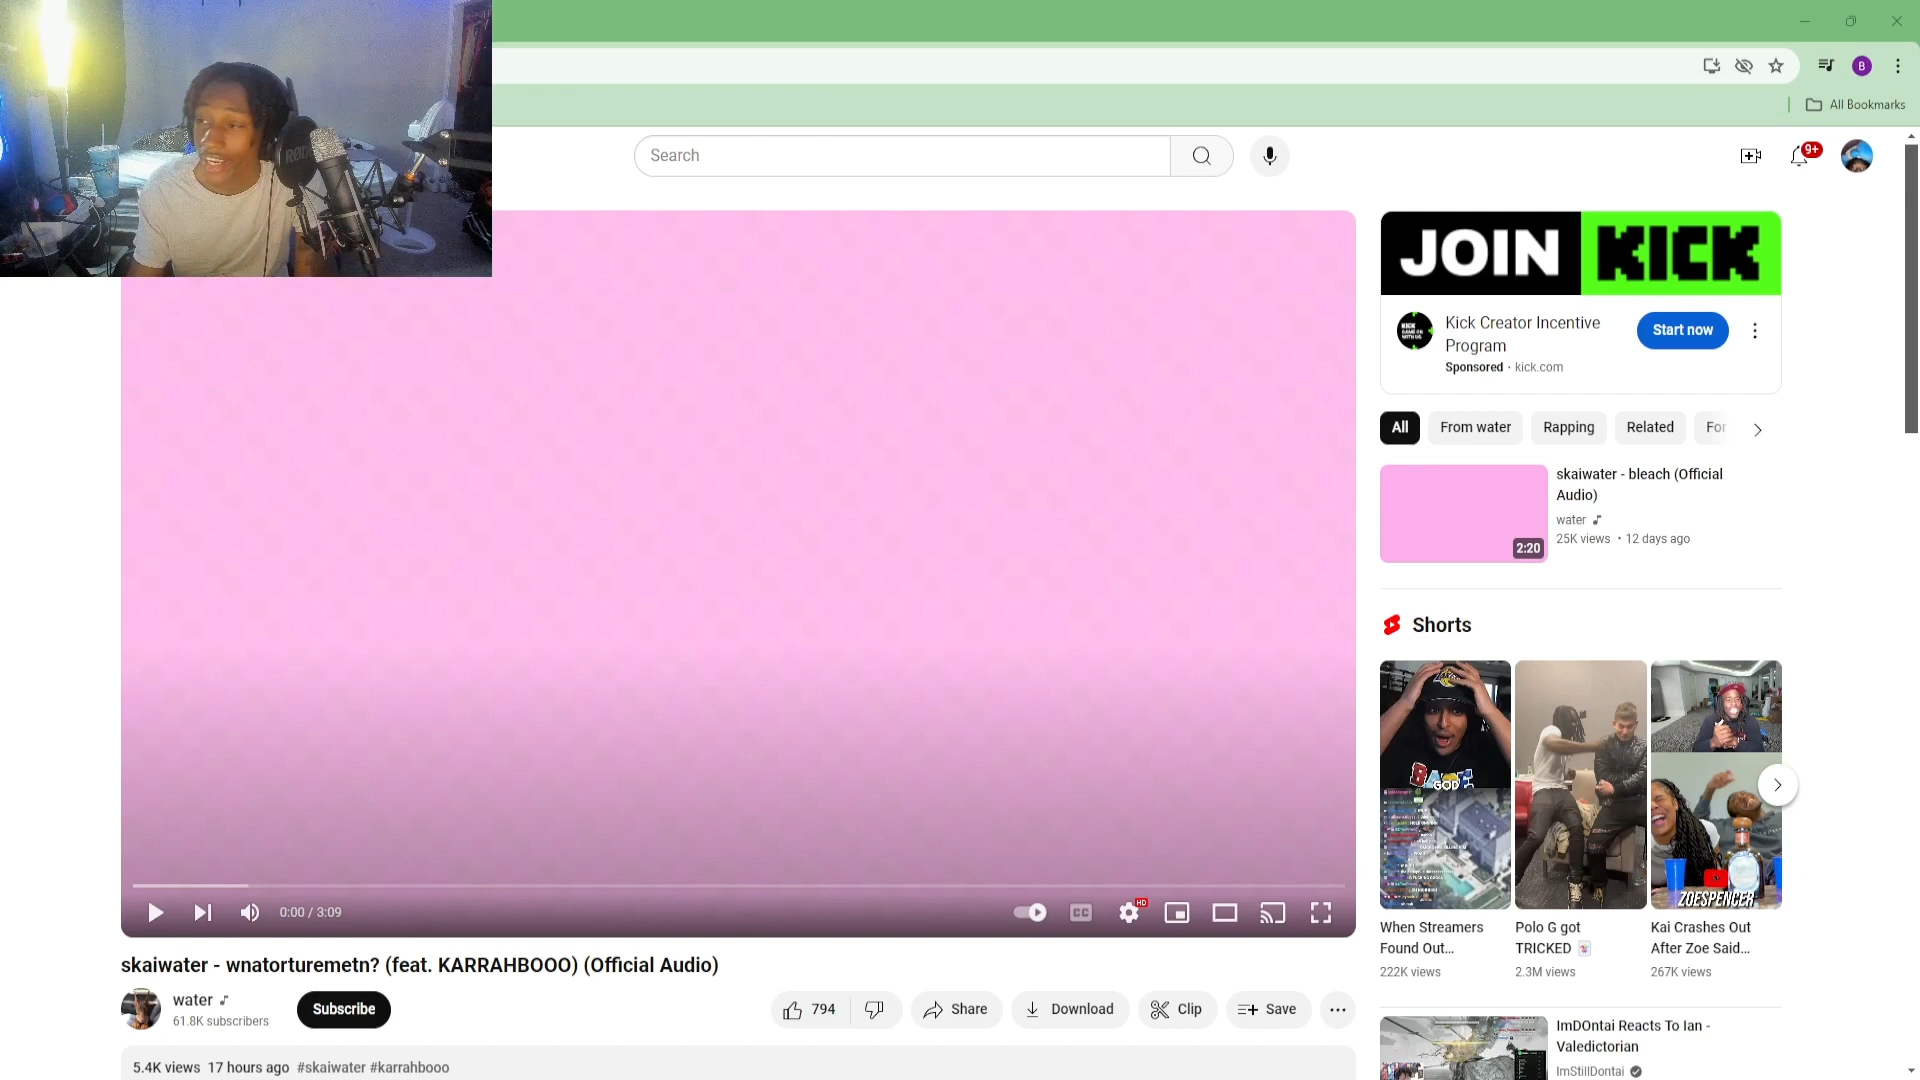 B
All Bookmarks
RØDE
Search
9+
JOIN KICK
Kick Creator Incentive
Program
Start now
Sponsored · kick.com
All
From water
Rapping
Related
For
skaiwater - bleach (Official
Audio)
water
25K views • 12 days ago
2:20
Shorts
GOD
ZOESPENCER
When Streamers
Found Out...
222K views
Polo G got
TRICKED 🃏
2.3M views
Kai Crashes Out
After Zoe Said...
267K views
0:00 / 3:09
CC
HD
skaiwater - wnatorturemetn? (feat. KARRAHBOOO) (Official Audio)
water
61.8K subscribers
Subscribe
794
Share
Download
Clip
Save
5.4K views 17 hours ago #skaiwater #karrahbooo
ImDOntai Reacts To Ian -
Valedictorian
ImStillDontai